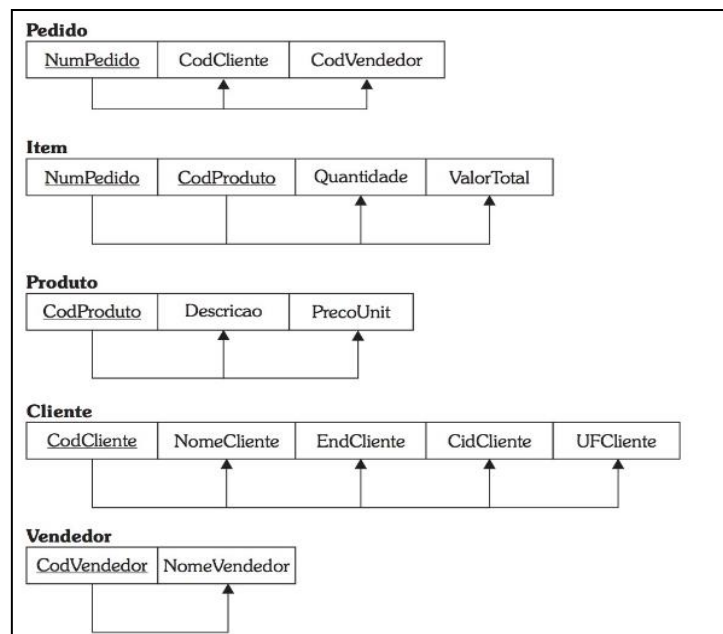 Pedido
NumPedido CodCliente CodVendedor
Item
NumPedido CodProduto Quantidade ValorTotal
Produto
CodProduto Descricao PrecoUnit
Cliente
CodCliente NomeCliente EndCliente CidCliente UFCliente
Vendedor
CodVendedor NomeVendedor